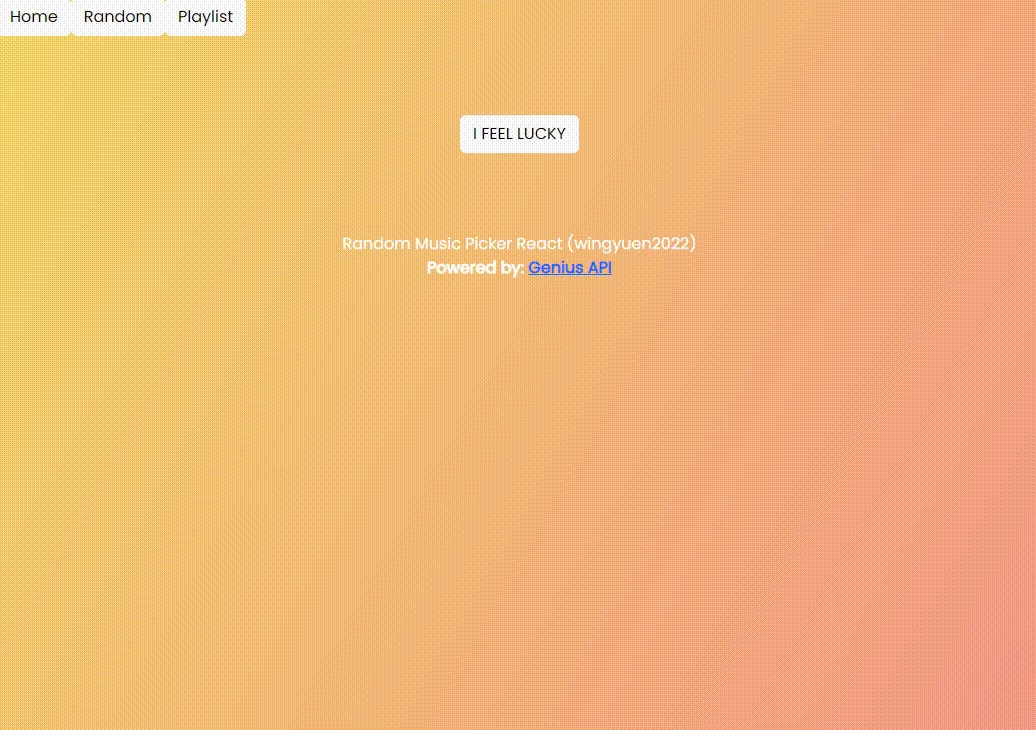 Home Random Playlist
I FEEL LUCKY
Random Music Picker React (wingyuen2022)
Powered by: Genius API